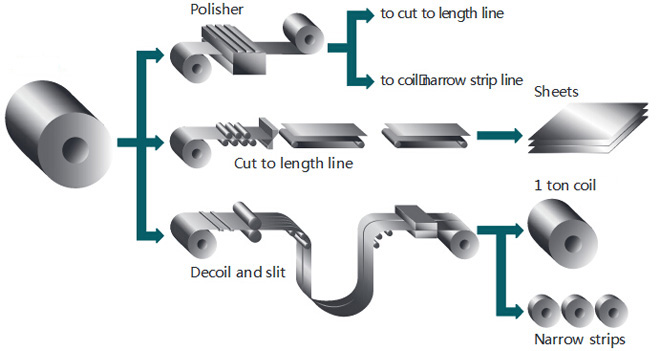 Polisher
to cut to length line
to coil□narrow strip line
Sheets
Cut to length line
1 ton coil
Decoil and slit
Narrow strips